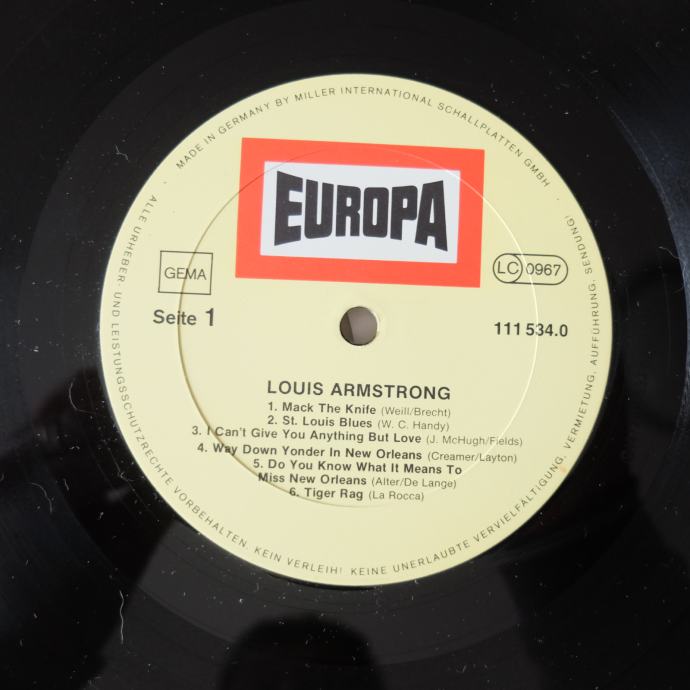 MADE IN GERMANY BY MILLER INTERNATIONAL SCHALLPLATTEN GMBH
EUROPA
GEMA
LC 0967
Seite 1
111 534.0
LOUIS ARMSTRONG
1. Mack The Knife (Weill/Brecht)
2. St. Louis Blues (W. C. Handy)
3. I Can't Give You Anything But Love (J. McHugh/Fields)
4. Way Down Yonder In New Orleans (Creamer/Layton)
5. Do You Know What It Means To
Miss New Orleans (Alter/De Lange)
6. Tiger Rag (La Rocca)
ALLE URHEBER- UND LEISTUNGSSCHUTZRECHTE VORBEHALTEN. KEIN VERLEIH! KEINE UNERLAUBTE VERVIELFALTIGUNG, VERMIETUNG, AUFFÜHRUNG, SENDUNG!